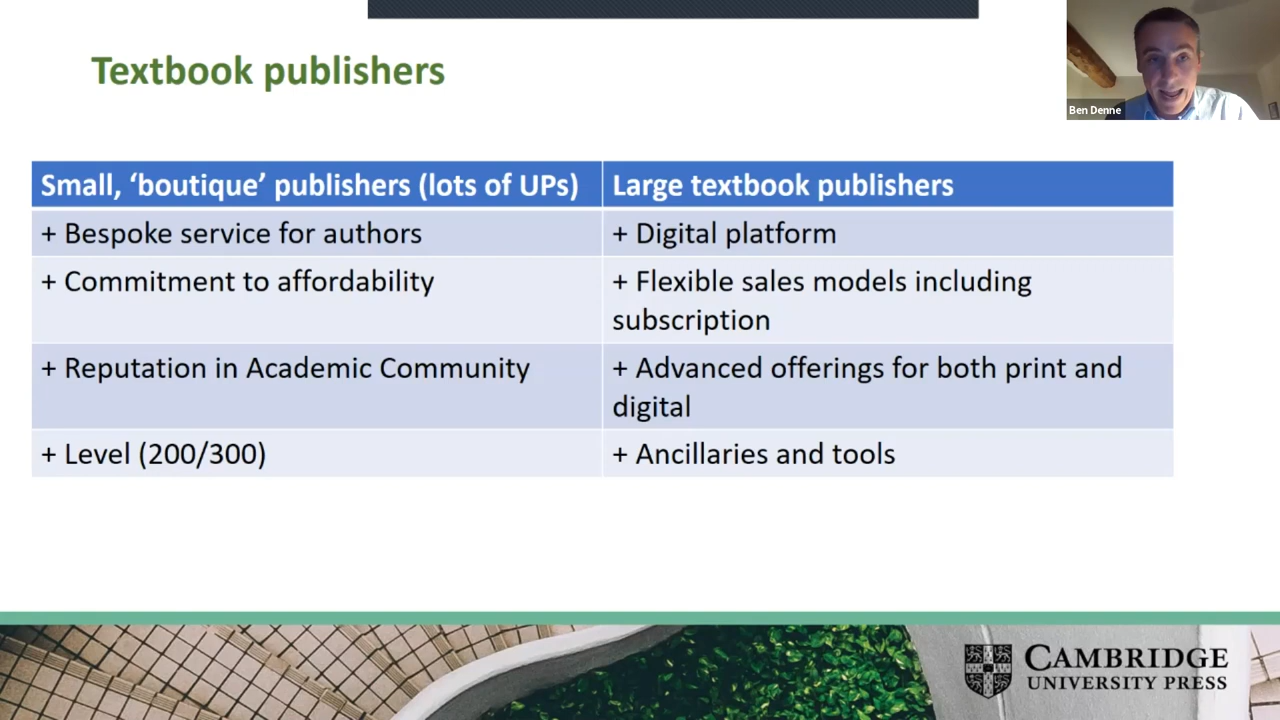 Textbook publishers
Ben Denne
Small, ‘boutique’ publishers (lots of UPs)
Large textbook publishers
+ Bespoke service for authors
+ Digital platform
+ Commitment to affordability
+ Flexible sales models including
subscription
+ Reputation in Academic Community
+ Advanced offerings for both print and
digital
+ Level (200/300)
+ Ancillaries and tools
CAMBRIDGE
UNIVERSITY PRESS